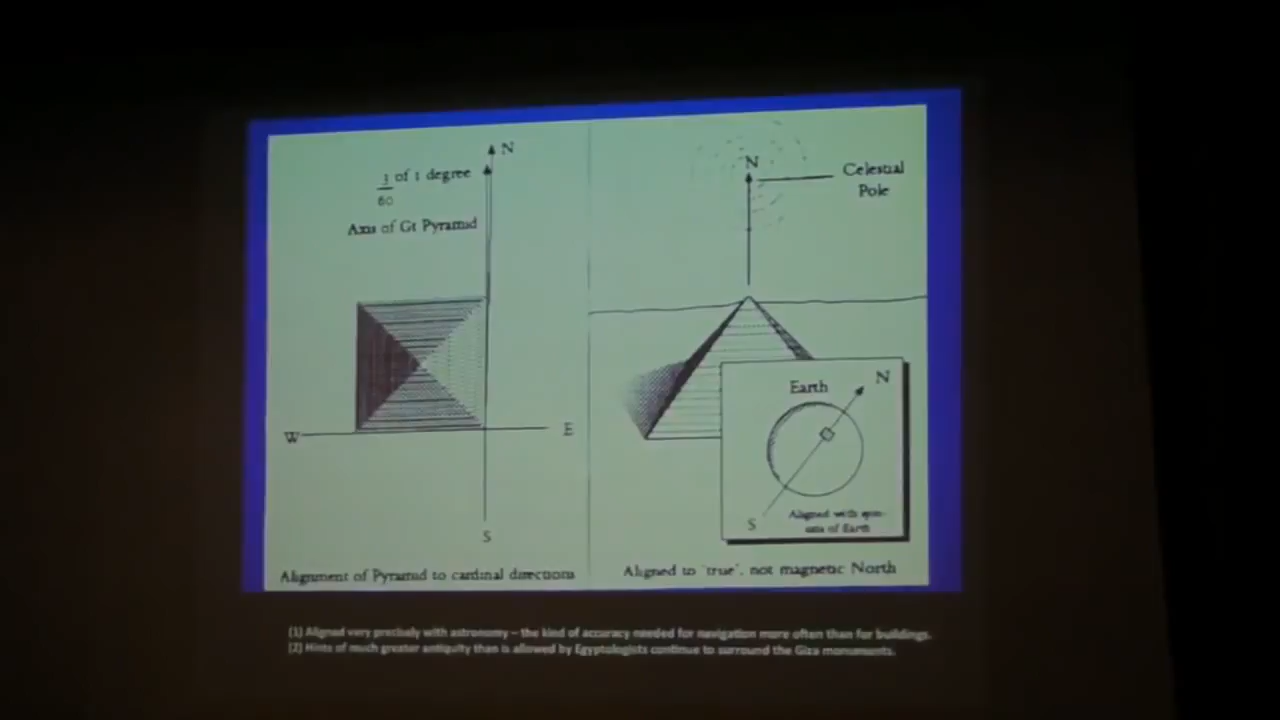 N
3/60 of 1 degree
Axis of Gt Pyramid
W
E
S
Alignment of Pyramid to cardinal directions
N
Celestial
Pole
Earth
N
S
Aligned with spin-
axis of Earth
Aligned to 'true', not magnetic North
(1) Aligned very precisely with astronomy – the kind of accuracy needed for navigation more often than for buildings.
(2) Hints of much greater antiquity than is allowed by Egyptologists continue to surround the Giza monuments.